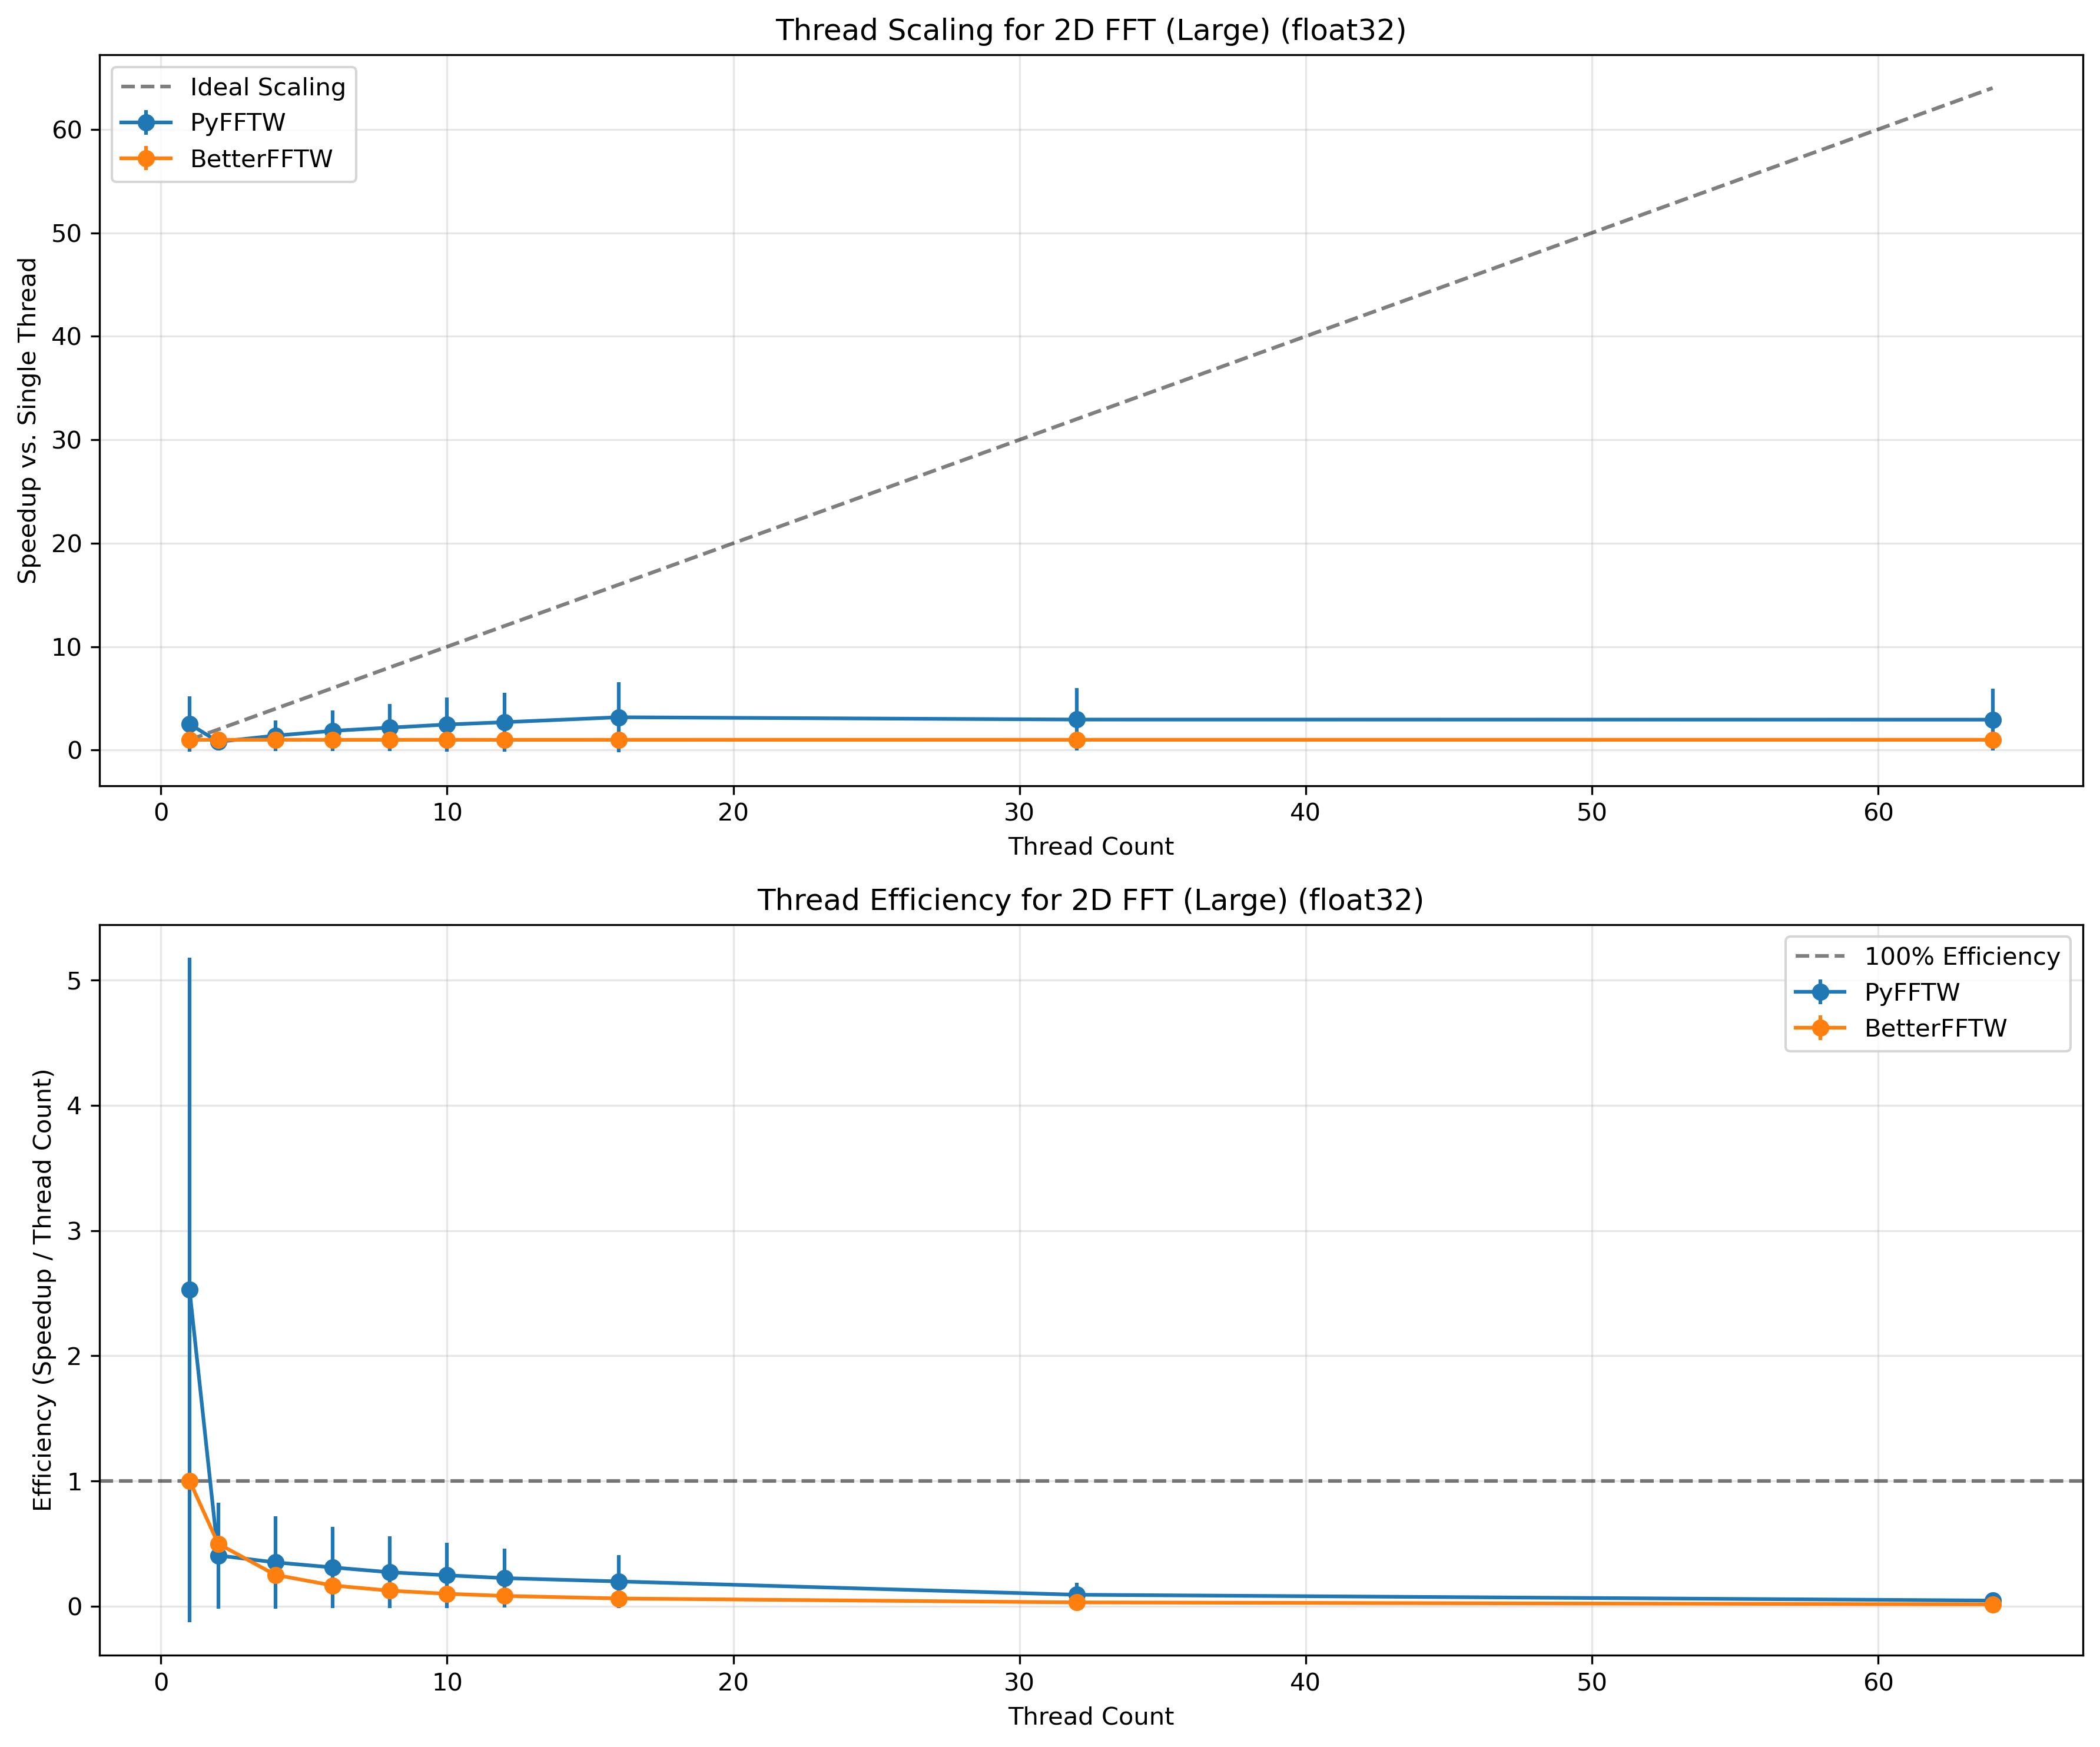 Thread Scaling for 2D FFT (Large) (float32)
Ideal Scaling
PyFFTW
BetterFFTW
Speedup vs. Single Thread
60
50
40
30
20
10
0
0 10 20 30 40 50 60
Thread Count
Thread Efficiency for 2D FFT (Large) (float32)
100% Efficiency
PyFFTW
BetterFFTW
Efficiency (Speedup / Thread Count)
5
4
3
2
1
0
0 10 20 30 40 50 60
Thread Count